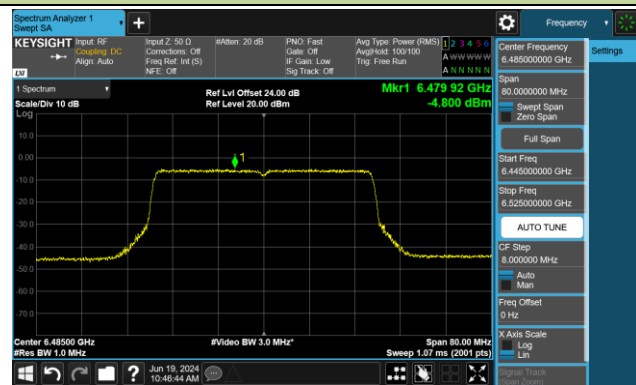 Spectrum Analyzer 1
Swept SA
+
Frequency
KEYSIGHT
Input: RF
Coupling: DC
Align: Auto
Input Z: 50 Ω
Corrections: Off
Freq Ref: Int (S)
NFE: Off
#Atten: 20 dB
PNO: Fast
Gate: Off
IF Gain: Low
Sig Track: Off
Avg Type: Power (RMS)
Avg|Hold: 100/100
Trig: Free Run
1 2 3 4 5 6
A W W W W W
A N N N N N
LXI
1 Spectrum
Scale/Div 10 dB
Log
Ref Lvl Offset 24.00 dB
Ref Level 20.00 dBm
Mkr1 6.479 92 GHz
-4.800 dBm
10.0
0.00
-10.0
-20.0
-30.0
-40.0
-50.0
-60.0
-70.0
1
Center 6.48500 GHz
#Res BW 1.0 MHz
#Video BW 3.0 MHz*
Span 80.00 MHz
Sweep 1.07 ms (2001 pts)
Center Frequency
6.485000000 GHz
Settings
Span
80.0000000 MHz
Swept Span
Zero Span
Full Span
Start Freq
6.445000000 GHz
Stop Freq
6.525000000 GHz
AUTO TUNE
CF Step
8.000000 MHz
Auto
Man
Freq Offset
0 Hz
X Axis Scale
Log
Lin
Signal Track
(Span Zoom)
?
Jun 19, 2024
10:46:44 AM